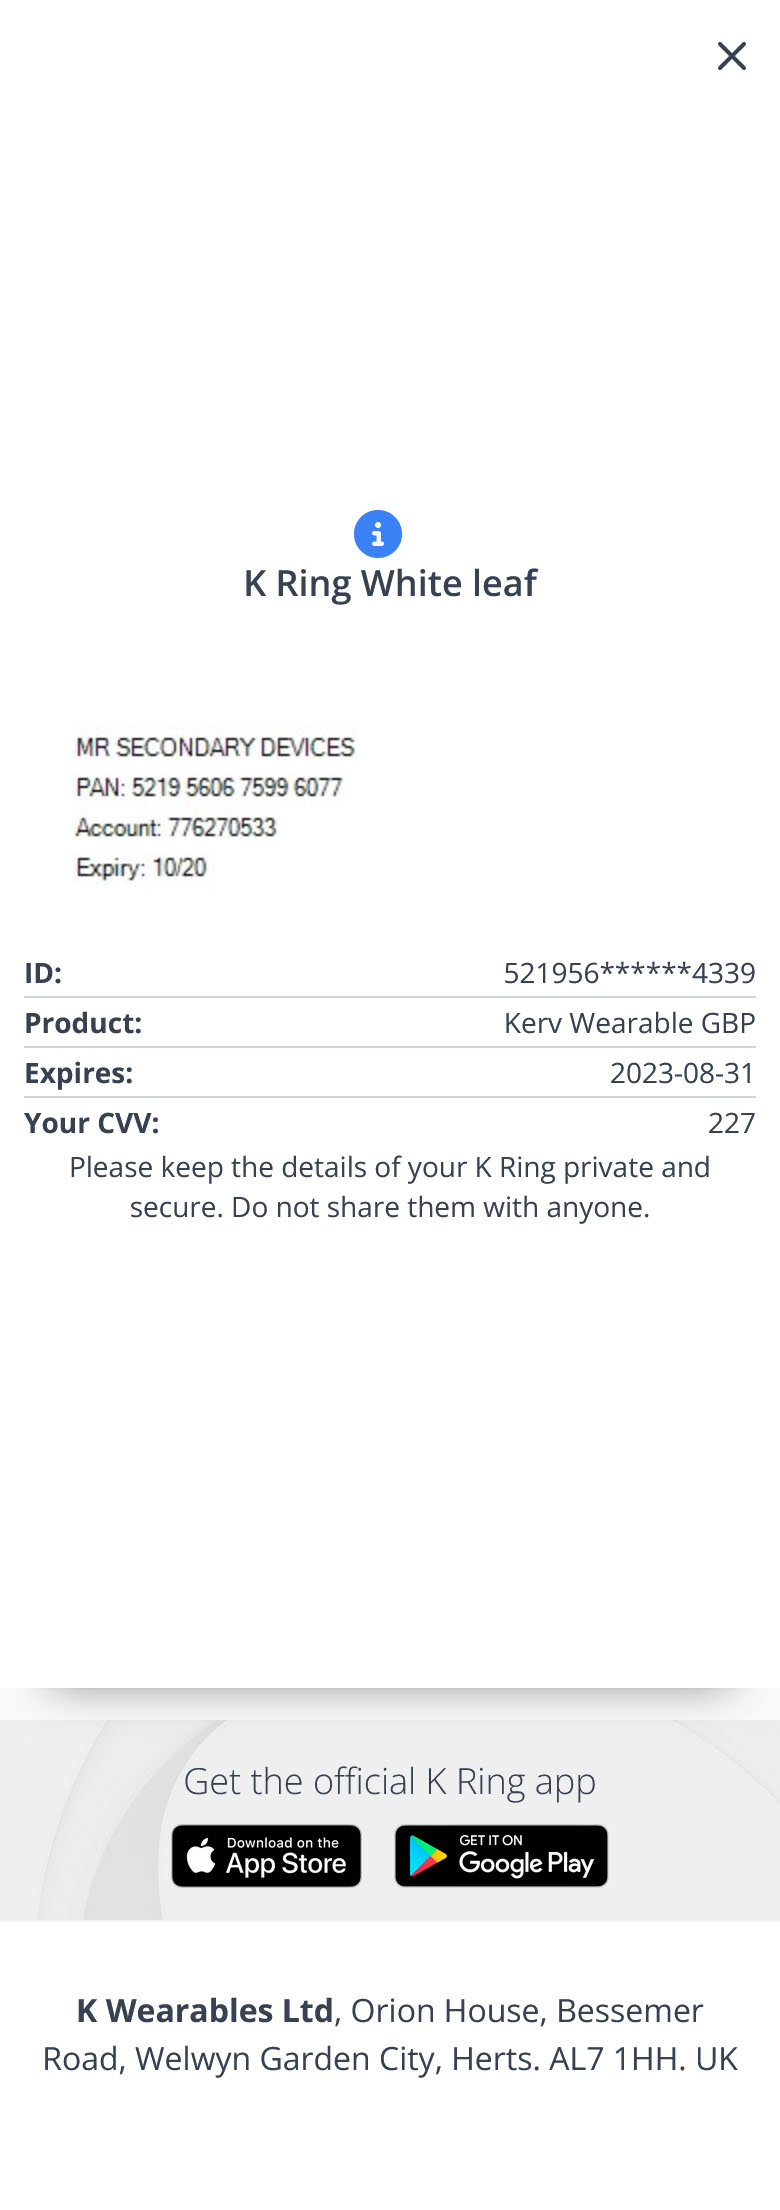 K Ring White leaf
MR SECONDARY DEVICES
PAN: 5219 5606 7599 6077
Account: 776270533
Expiry: 10/20
ID: 521956******4339
Product: Kerv Wearable GBP
Expires: 2023-08-31
Your CVV: 227
Please keep the details of your K Ring private and
secure. Do not share them with anyone.
Get the official K Ring app
Download on the
App Store
GET IT ON
Google Play
K Wearables Ltd, Orion House, Bessemer
Road, Welwyn Garden City, Herts. AL7 1HH. UK